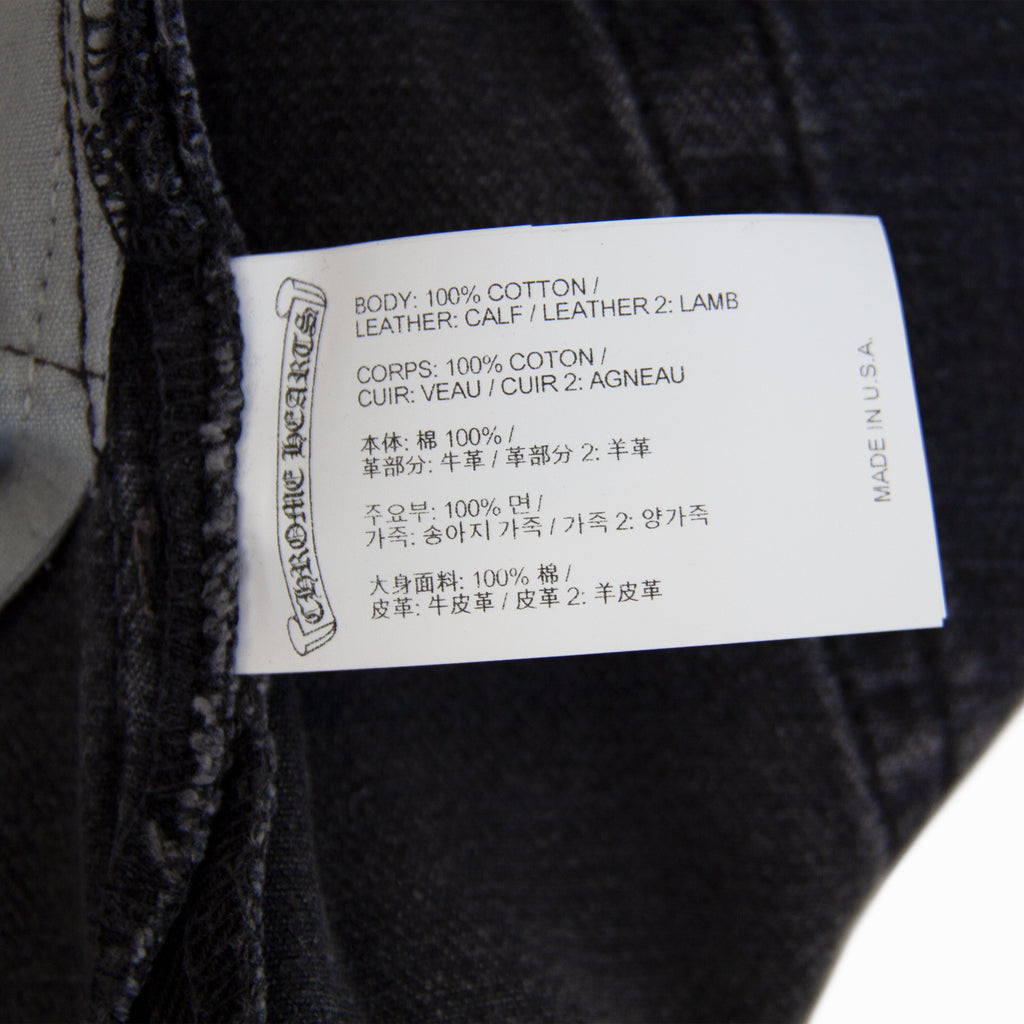 CHROME HEARTS
BODY: 100% COTTON /
LEATHER: CALF / LEATHER 2: LAMB
CORPS: 100% COTON /
CUIR: VEAU / CUIR 2: AGNEAU
本体: 棉 100% /
革部分: 牛革 / 革部分 2: 羊革
주요부: 100% 면 /
가죽: 송아지 가죽 / 가죽 2: 양가죽
大身面料: 100% 棉 /
皮革: 牛皮革 / 皮革 2: 羊皮革
MADE IN U.S.A.